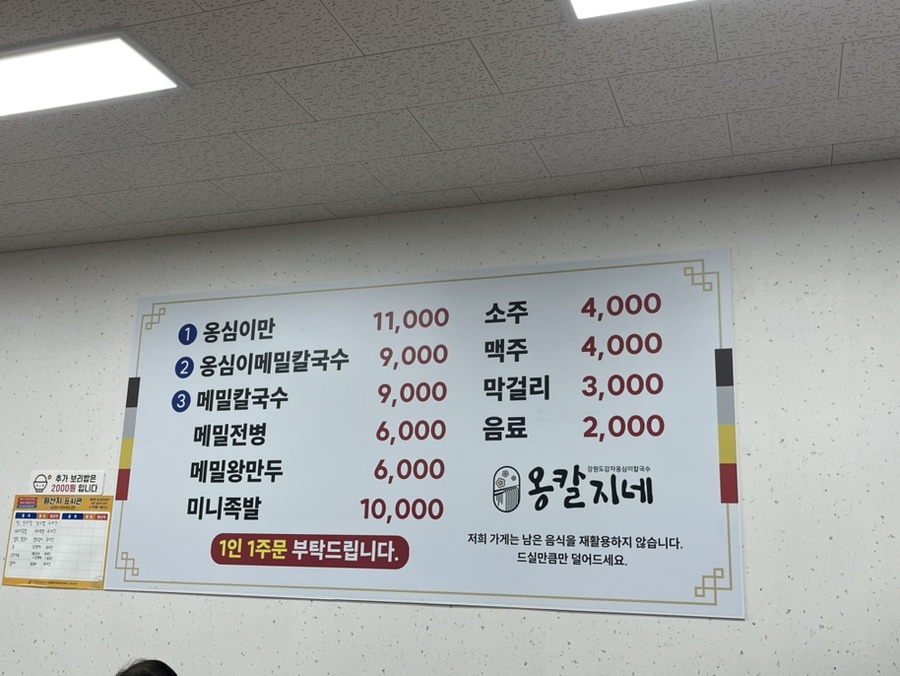 1 옹심이만 11,000
2 옹심이메밀칼국수 9,000
3 메밀칼국수 9,000
메밀전병 6,000
메밀왕만두 6,000
미니족발 10,000
1인 1주문 부탁드립니다.
소주 4,000
맥주 4,000
막걸리 3,000
음료 2,000
강원도감자옹심이칼국수
옹칼지네
저희 가게는 남은 음식을 재활용하지 않습니다.
드실만큼만 덜어드세요.
추가 보리밥은
2000원 입니다
원산지 표시판